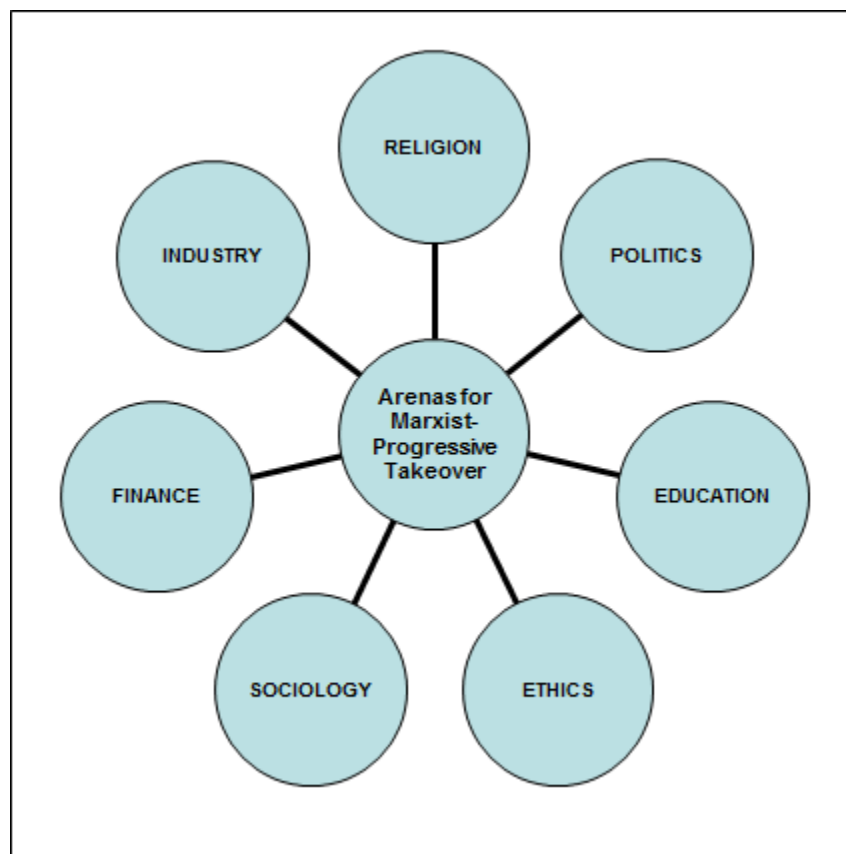 RELIGION
INDUSTRY
POLITICS
Arenas for
Marxist-
Progressive
Takeover
FINANCE
EDUCATION
SOCIOLOGY
ETHICS